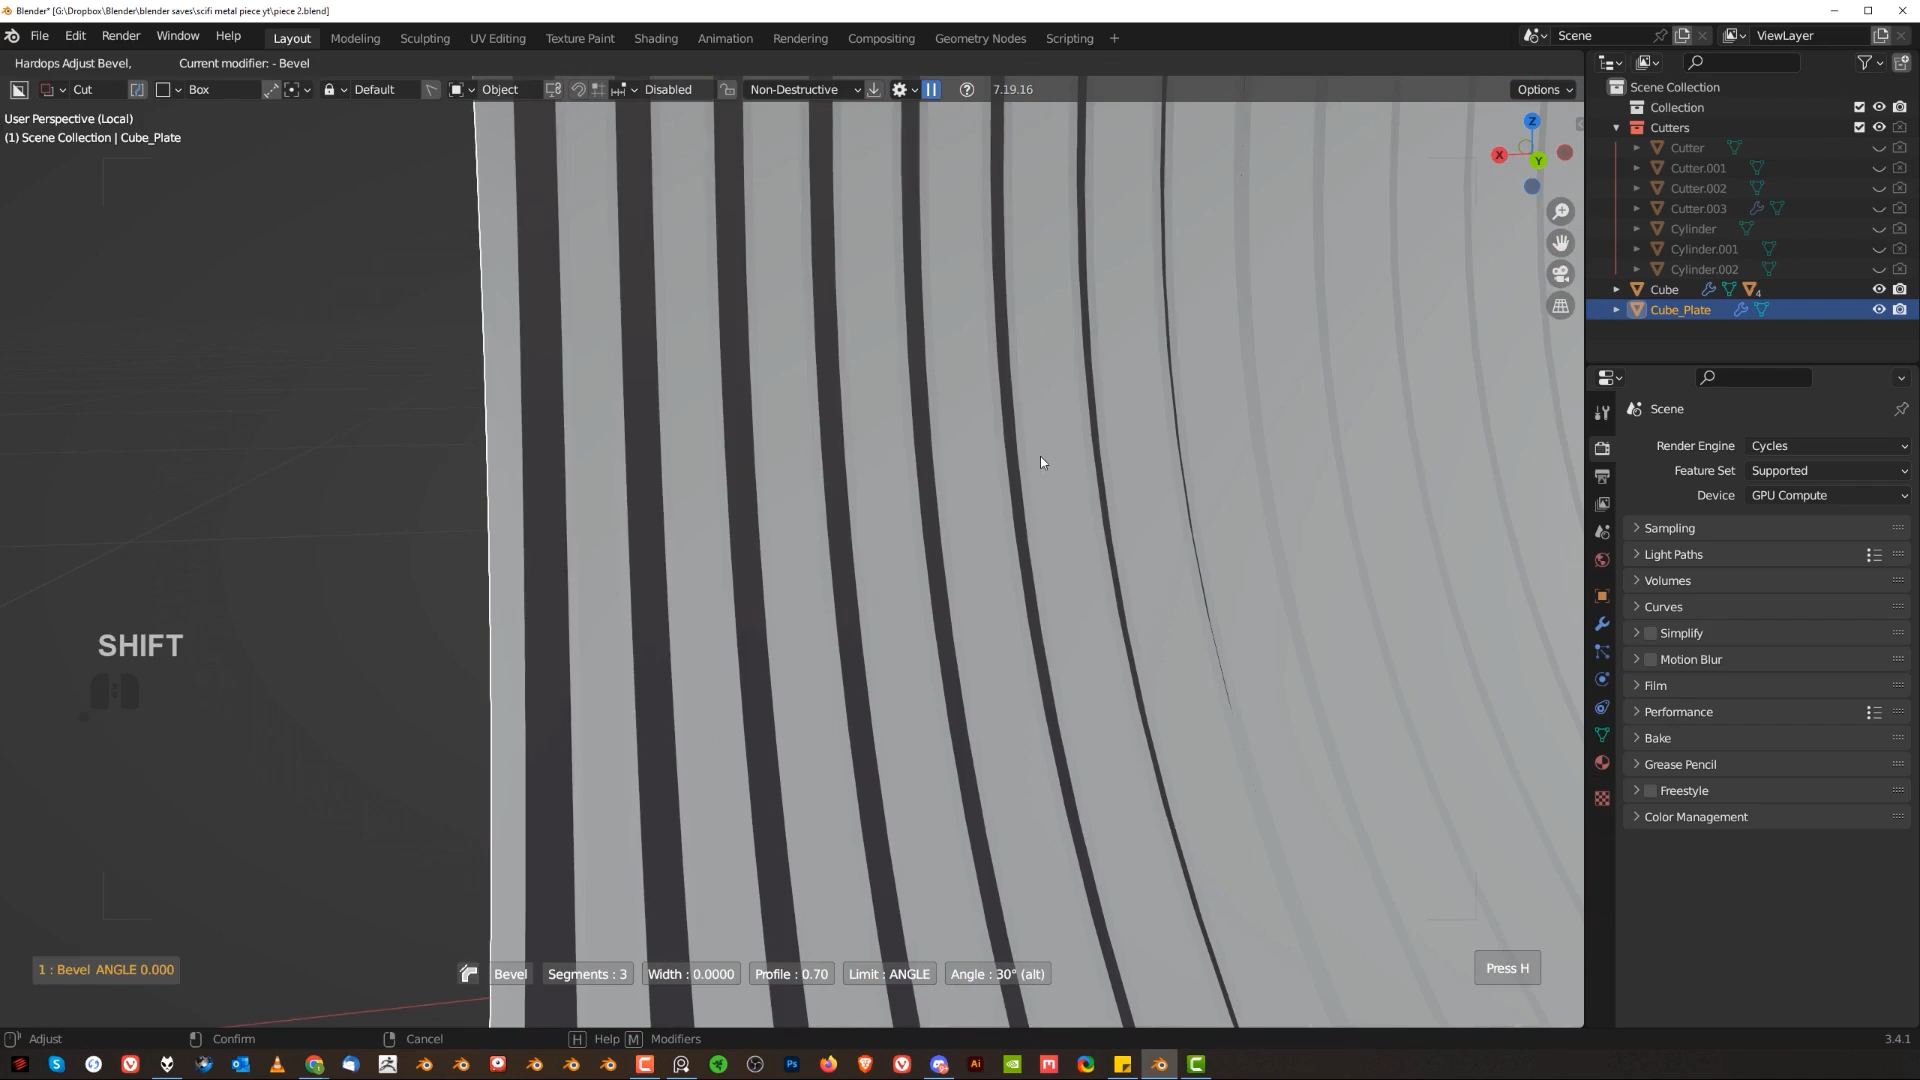 Blender* [G:\Dropbox\Blender\blender saves\scifi metal piece yt\piece 2.blend]
File Edit Render Window Help Layout Modeling Sculpting UV Editing Texture Paint Shading Animation Rendering Compositing Geometry Nodes Scripting + Scene ViewLayer
Hardops Adjust Bevel, Current modifier: - Bevel
Cut Box Default Object Disabled Non-Destructive 7.19.16 Options
User Perspective (Local)
(1) Scene Collection | Cube_Plate
Z
X
Y
SHIFT
1 : Bevel ANGLE 0.000
Bevel Segments : 3 Width : 0.0000 Profile : 0.70 Limit : ANGLE Angle : 30° (alt)
Press H
Scene Collection
Collection
Cutters
Cutter
Cutter.001
Cutter.002
Cutter.003
Cylinder
Cylinder.001
Cylinder.002
Cube 4
Cube_Plate
Scene
Render Engine Cycles
Feature Set Supported
Device GPU Compute
Sampling
Light Paths
Volumes
Curves
Simplify
Motion Blur
Film
Performance
Bake
Grease Pencil
Freestyle
Color Management
Adjust Confirm Cancel H Help M Modifiers 3.4.1